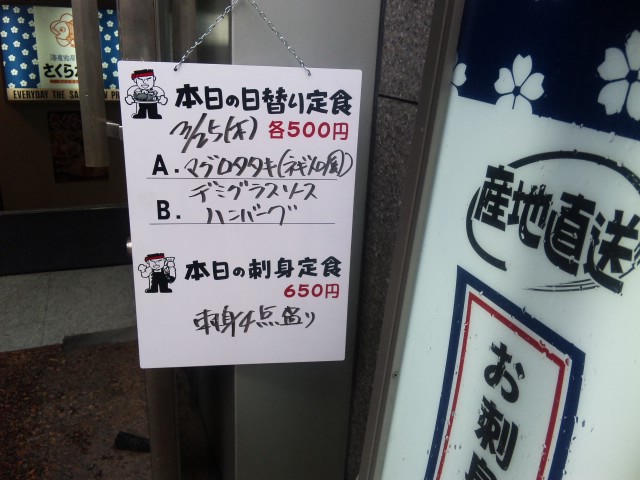 本日の日替り定食
3/25(木) 各500円
A. マグロタタキ(ネギトロ風)
B. デミグラスソース
ハンバーグ
本日の刺身定食
650円
刺身4点盛り
さくら
EVERYDAY THE
産地直送
お刺身